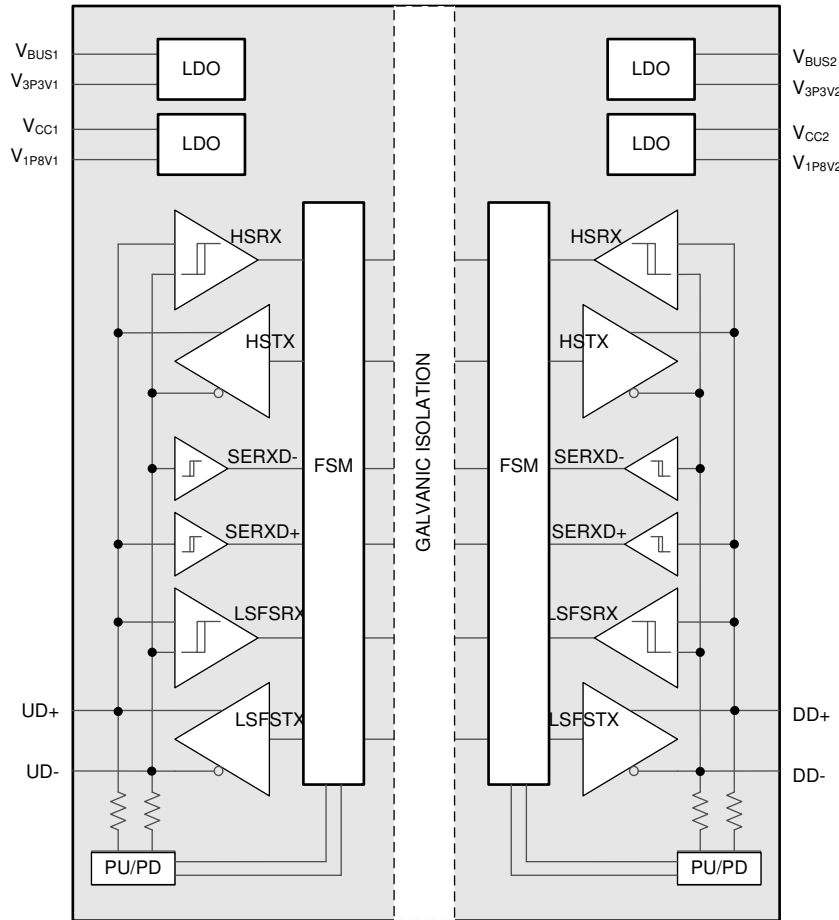 VBUS1
LDO
LDO
VBUS2
V3P3V1
V3P3V2
VCC1
LDO
LDO
VCC2
V1P8V1
V1P8V2
HSRX
HSRX
HSTX
HSTX
GALVANIC ISOLATION
SERXD-
FSM
FSM
SERXD-
SERXD+
SERXD+
LSFSRX
LSFSRX
UD+
LSFSTX
LSFSTX
DD+
UD-
DD-
PU/PD
PU/PD